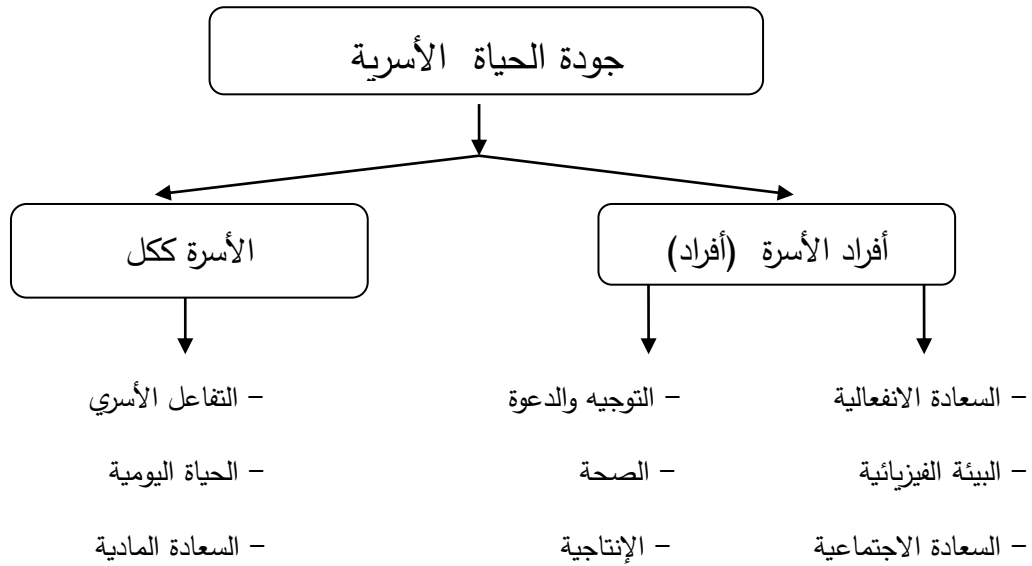 جودة الحياة الأسرية
أفراد الأسرة (أفراد)
الأسرة ككل
- السعادة الانفعالية
- التوجيه والدعوة
- التفاعل الأسري
- البيئة الفيزيائية
- الصحة
- الحياة اليومية
- السعادة الاجتماعية
- الإنتاجية
- السعادة المادية